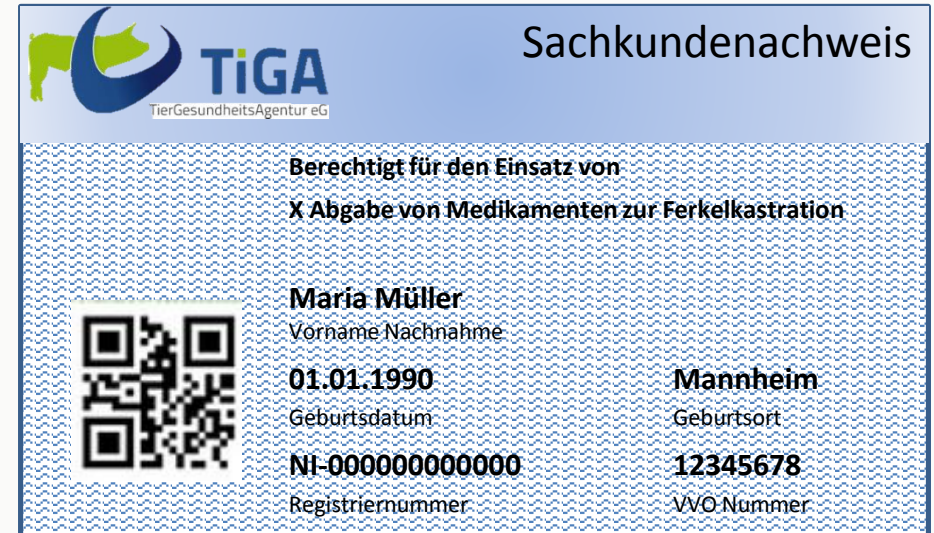 TiGA
TierGesundheitsAgentur eG
Sachkundenachweis
Berechtigt für den Einsatz von
X Abgabe von Medikamenten zur Ferkelkastration
Maria Müller
Vorname Nachnahme
01.01.1990 Mannheim
Geburtsdatum Geburtsort
NI-000000000000 12345678
Registriernummer VVO Nummer